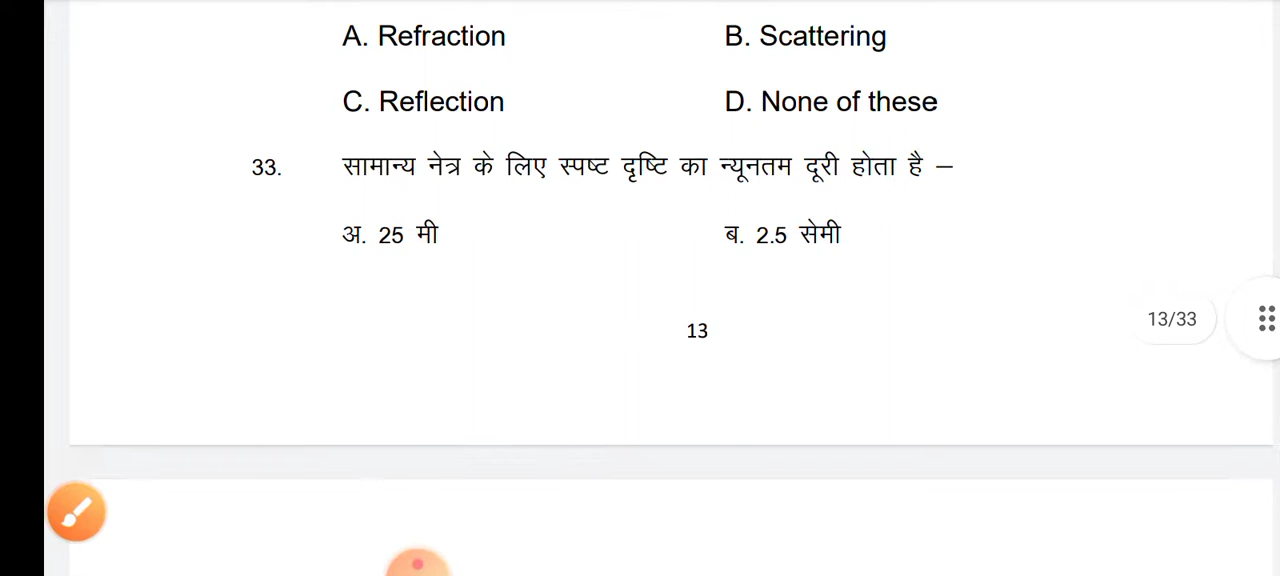 A. Refraction B. Scattering
C. Reflection D. None of these
33. सामान्य नेत्र के लिए स्पष्ट दृष्टि का न्यूनतम दूरी होता है –
अ. 25 मी ब. 2.5 सेमी
13/33
13